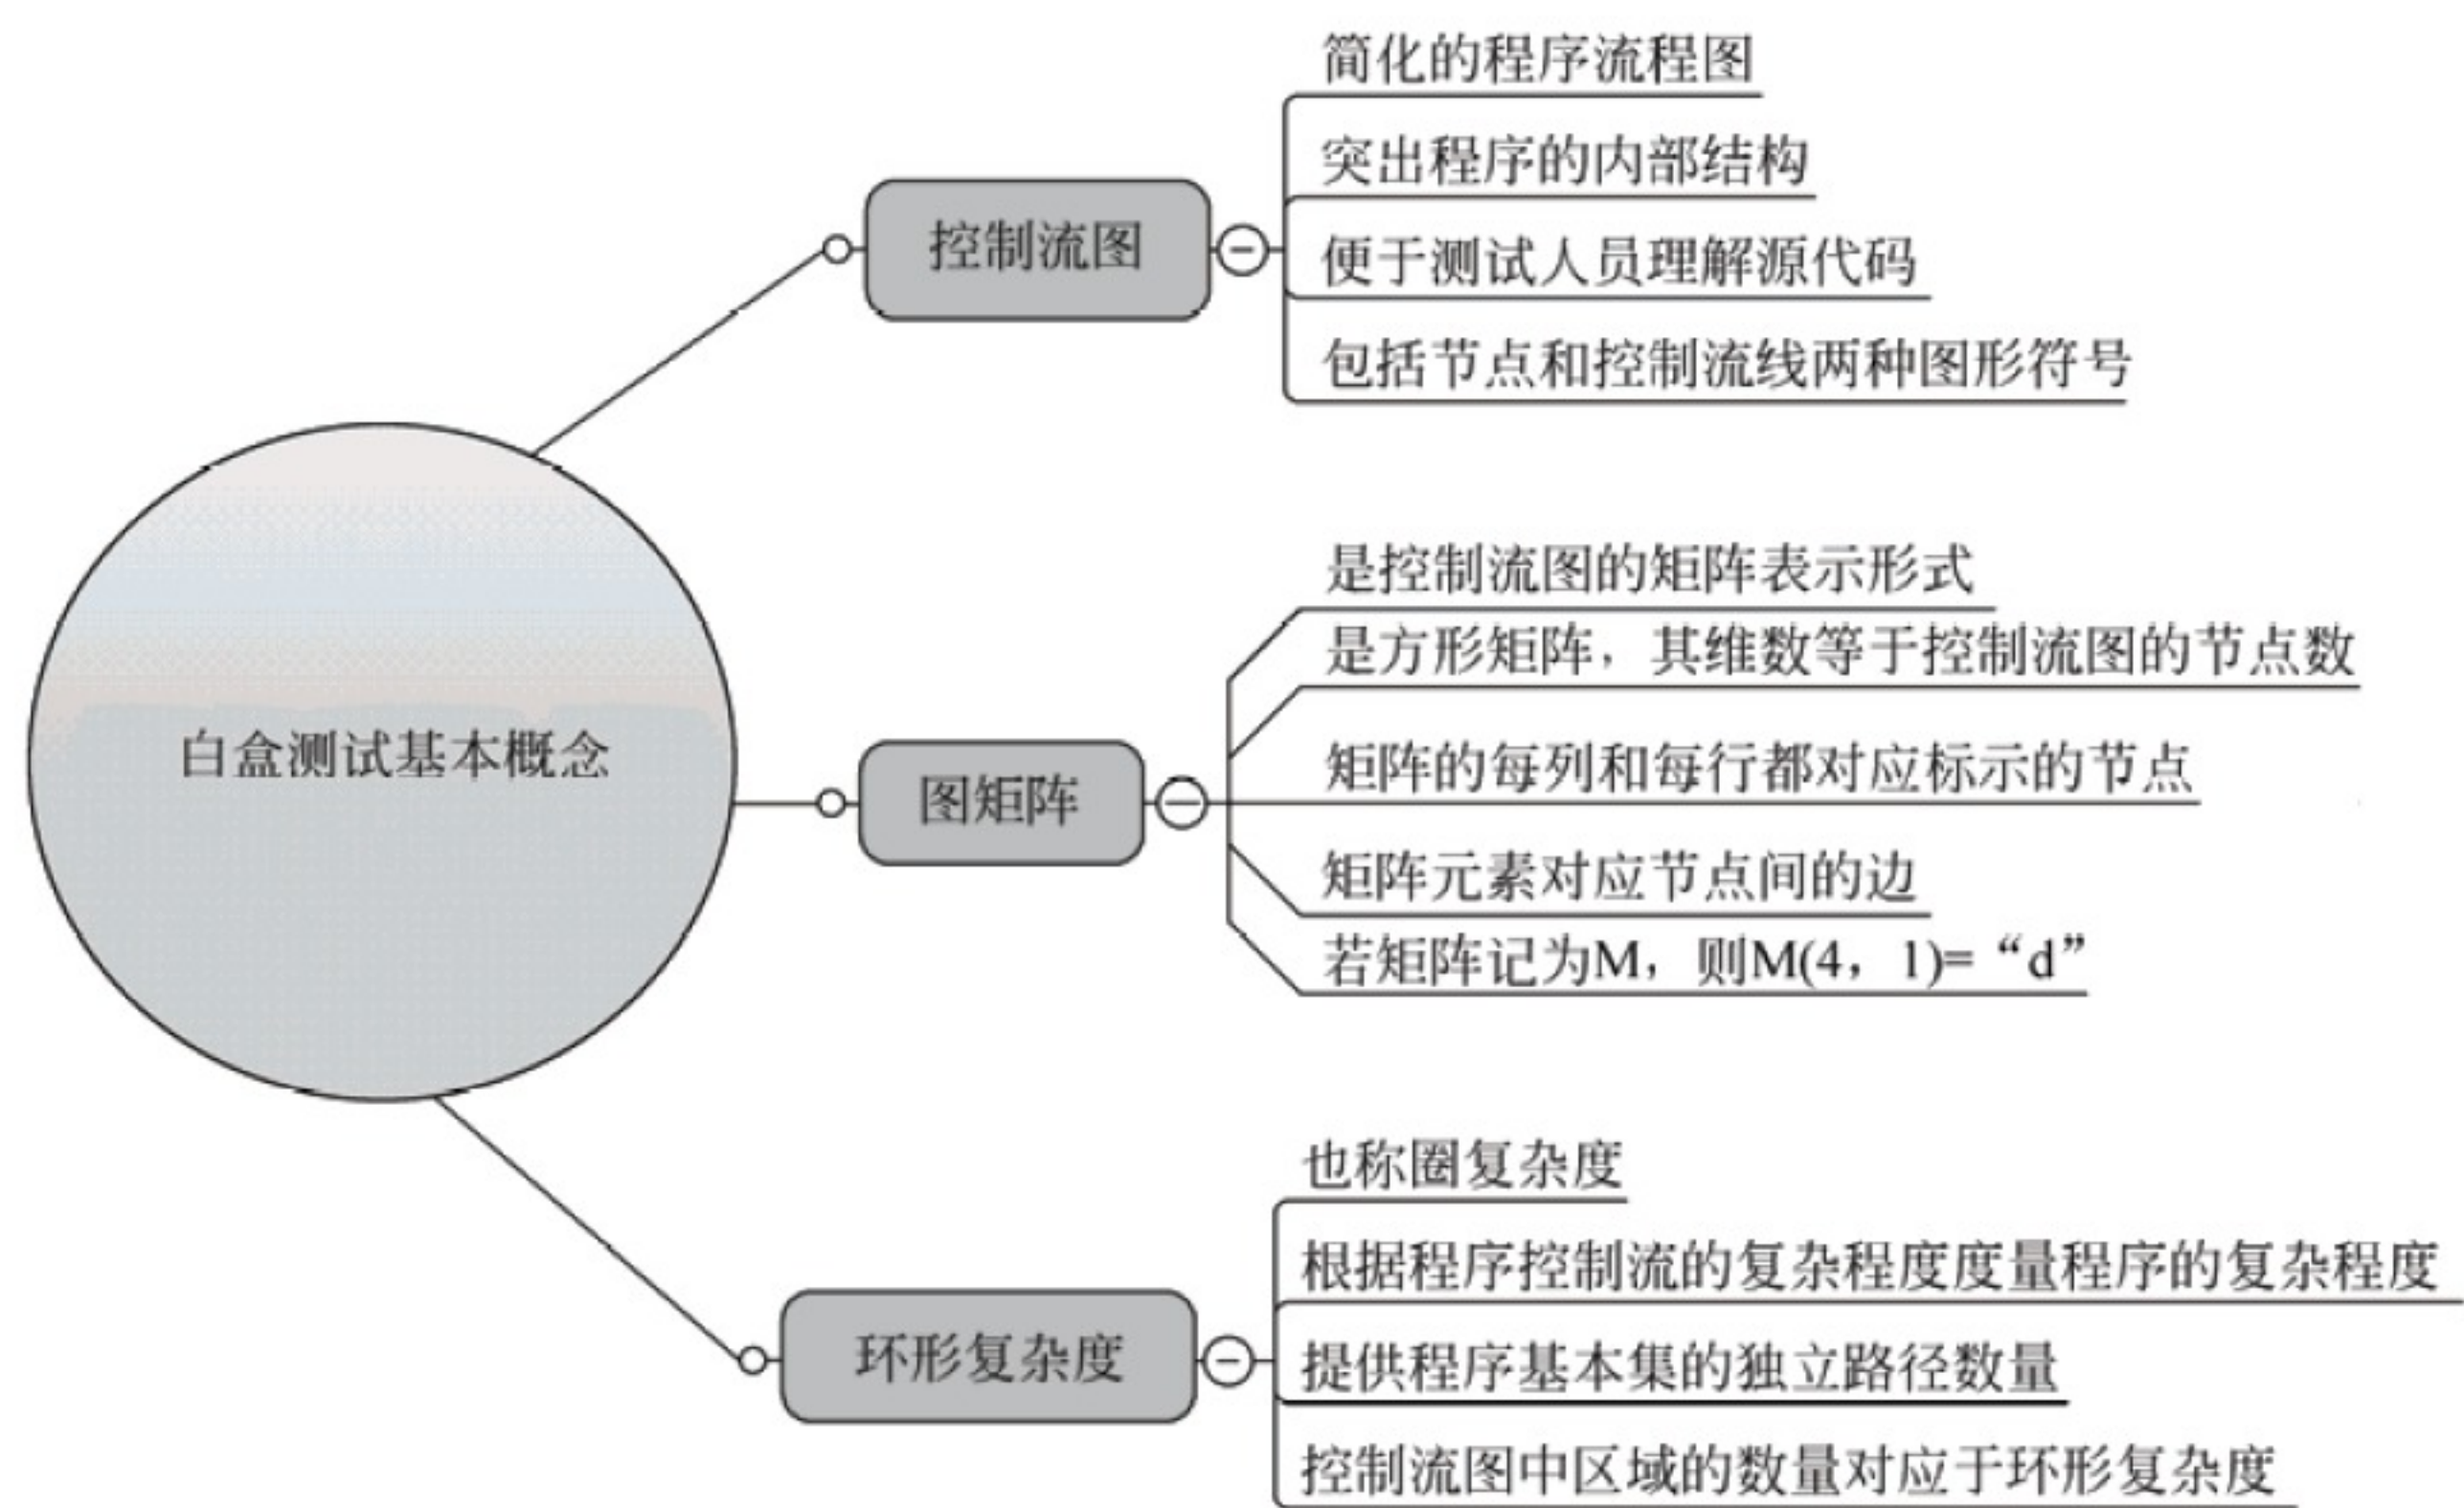 白盒测试基本概念
控制流图
简化的程序流程图
突出程序的内部结构
便于测试人员理解源代码
包括节点和控制流线两种图形符号
图矩阵
是控制流图的矩阵表示形式
是方形矩阵，其维数等于控制流图的节点数
矩阵的每列和每行都对应标示的节点
矩阵元素对应节点间的边
若矩阵记为M，则M(4，1)=“d”
环形复杂度
也称圈复杂度
根据程序控制流的复杂程度度量程序的复杂程度
提供程序基本集的独立路径数量
控制流图中区域的数量对应于环形复杂度